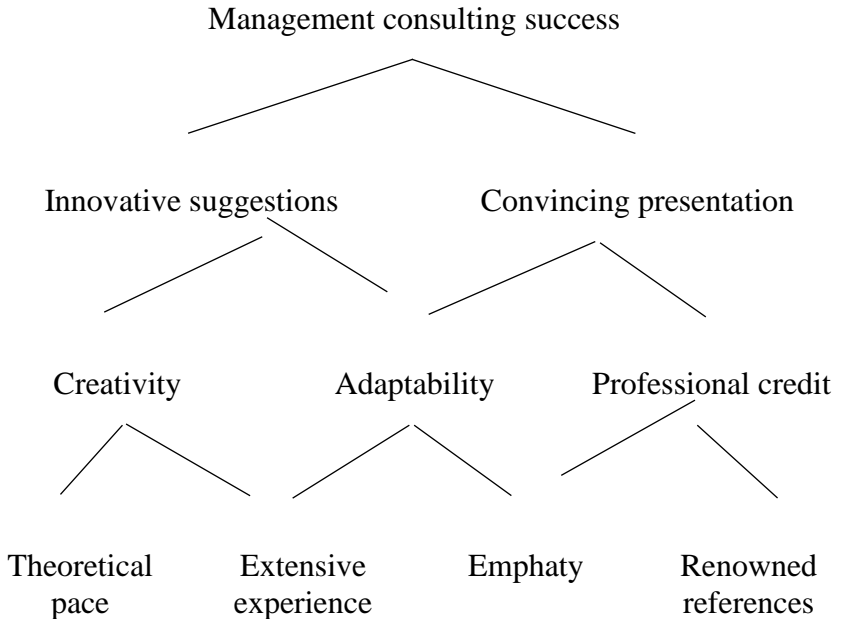 Management consulting success
Innovative suggestions
Convincing presentation
Creativity
Adaptability
Professional credit
Theoretical
pace
Extensive
experience
Emphaty
Renowned
references